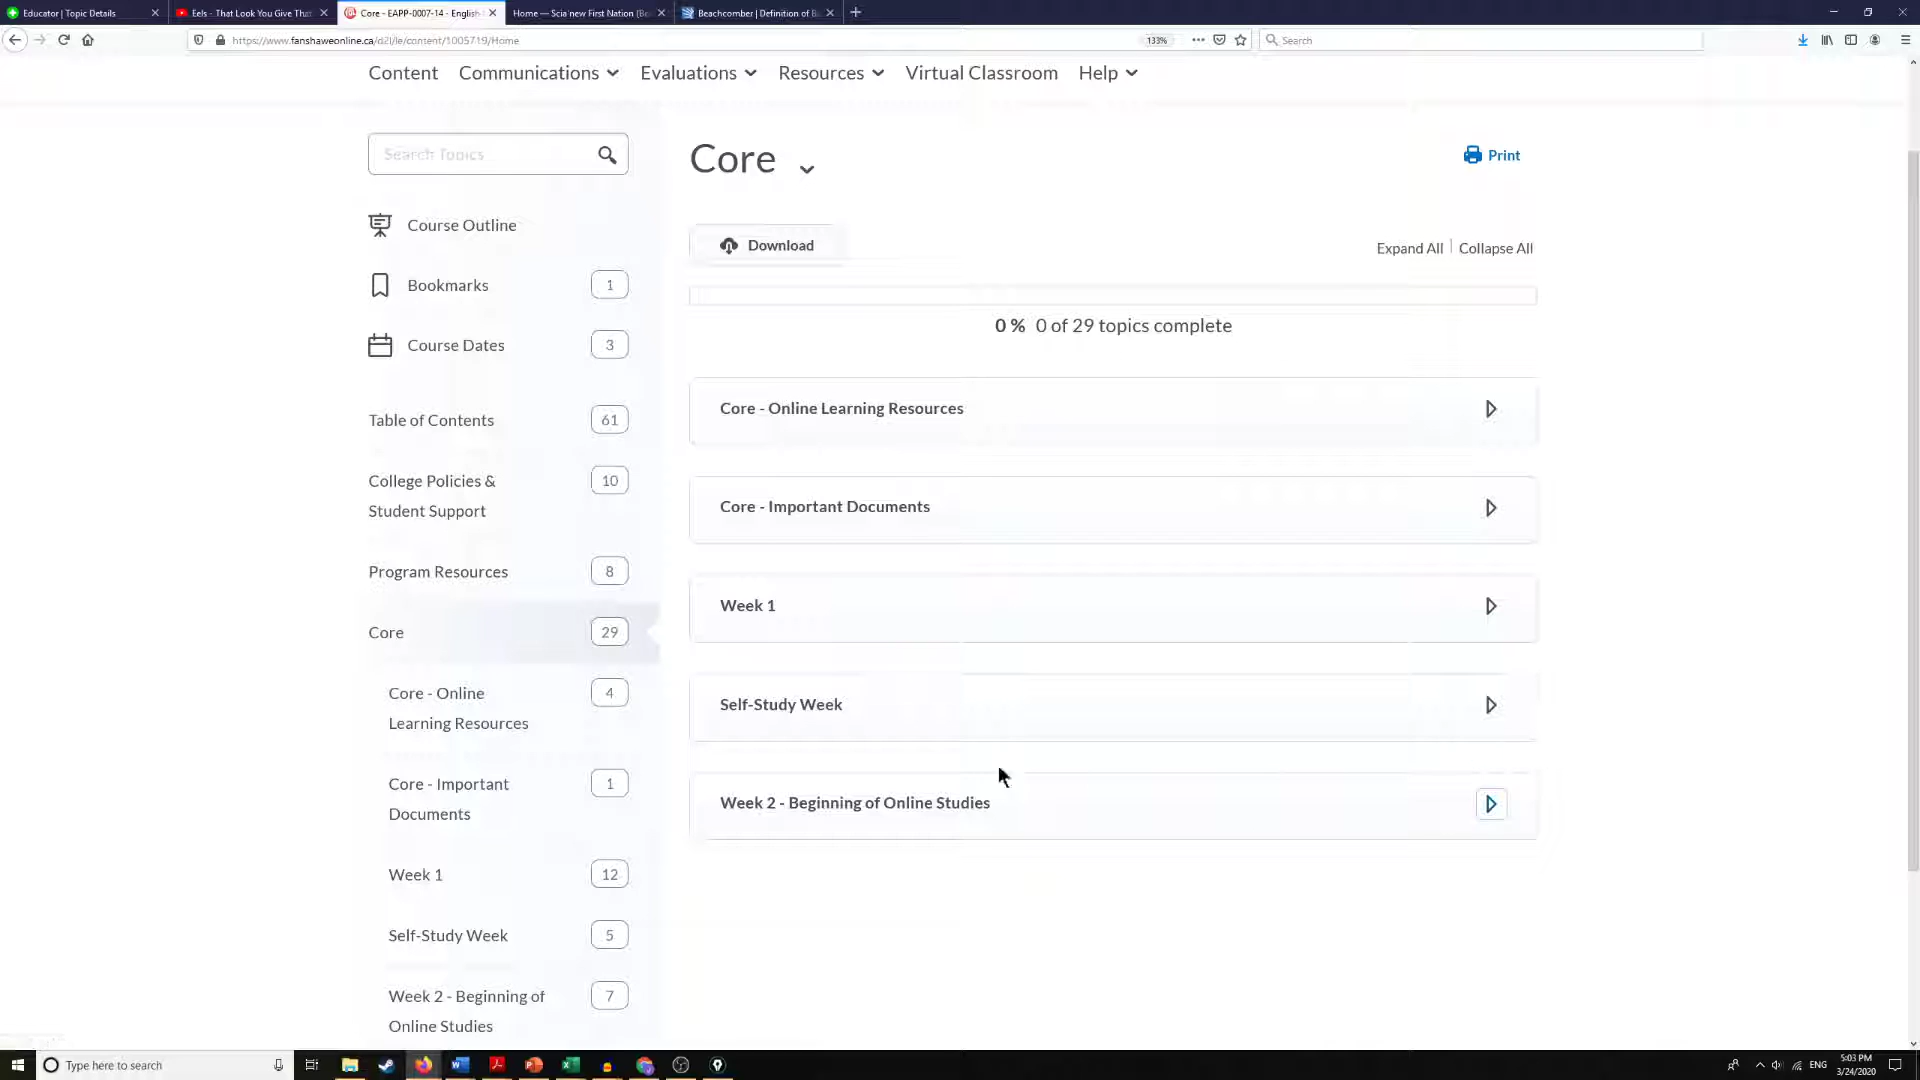 Educator | Topic Details
Eels - That Look You Give That
Core - EAPP-0007-14 - English
Home — Scia'new First Nation (Be
Beachcomber | Definition of B
https://www.fanshaweonline.ca/d2l/le/content/1005719/Home
133%
Search
Content
Communications
Evaluations
Resources
Virtual Classroom
Help
Search Topics
Course Outline
Bookmarks
1
Course Dates
3
Table of Contents
61
College Policies &
Student Support
10
Program Resources
8
Core
29
Core - Online
Learning Resources
4
Core - Important
Documents
1
Week 1
12
Self-Study Week
5
Week 2 - Beginning of
Online Studies
7
Core
Print
Download
Expand All
Collapse All
0 % 0 of 29 topics complete
Core - Online Learning Resources
Core - Important Documents
Week 1
Self-Study Week
Week 2 - Beginning of Online Studies
Type here to search
ENG
5:03 PM
3/24/2020